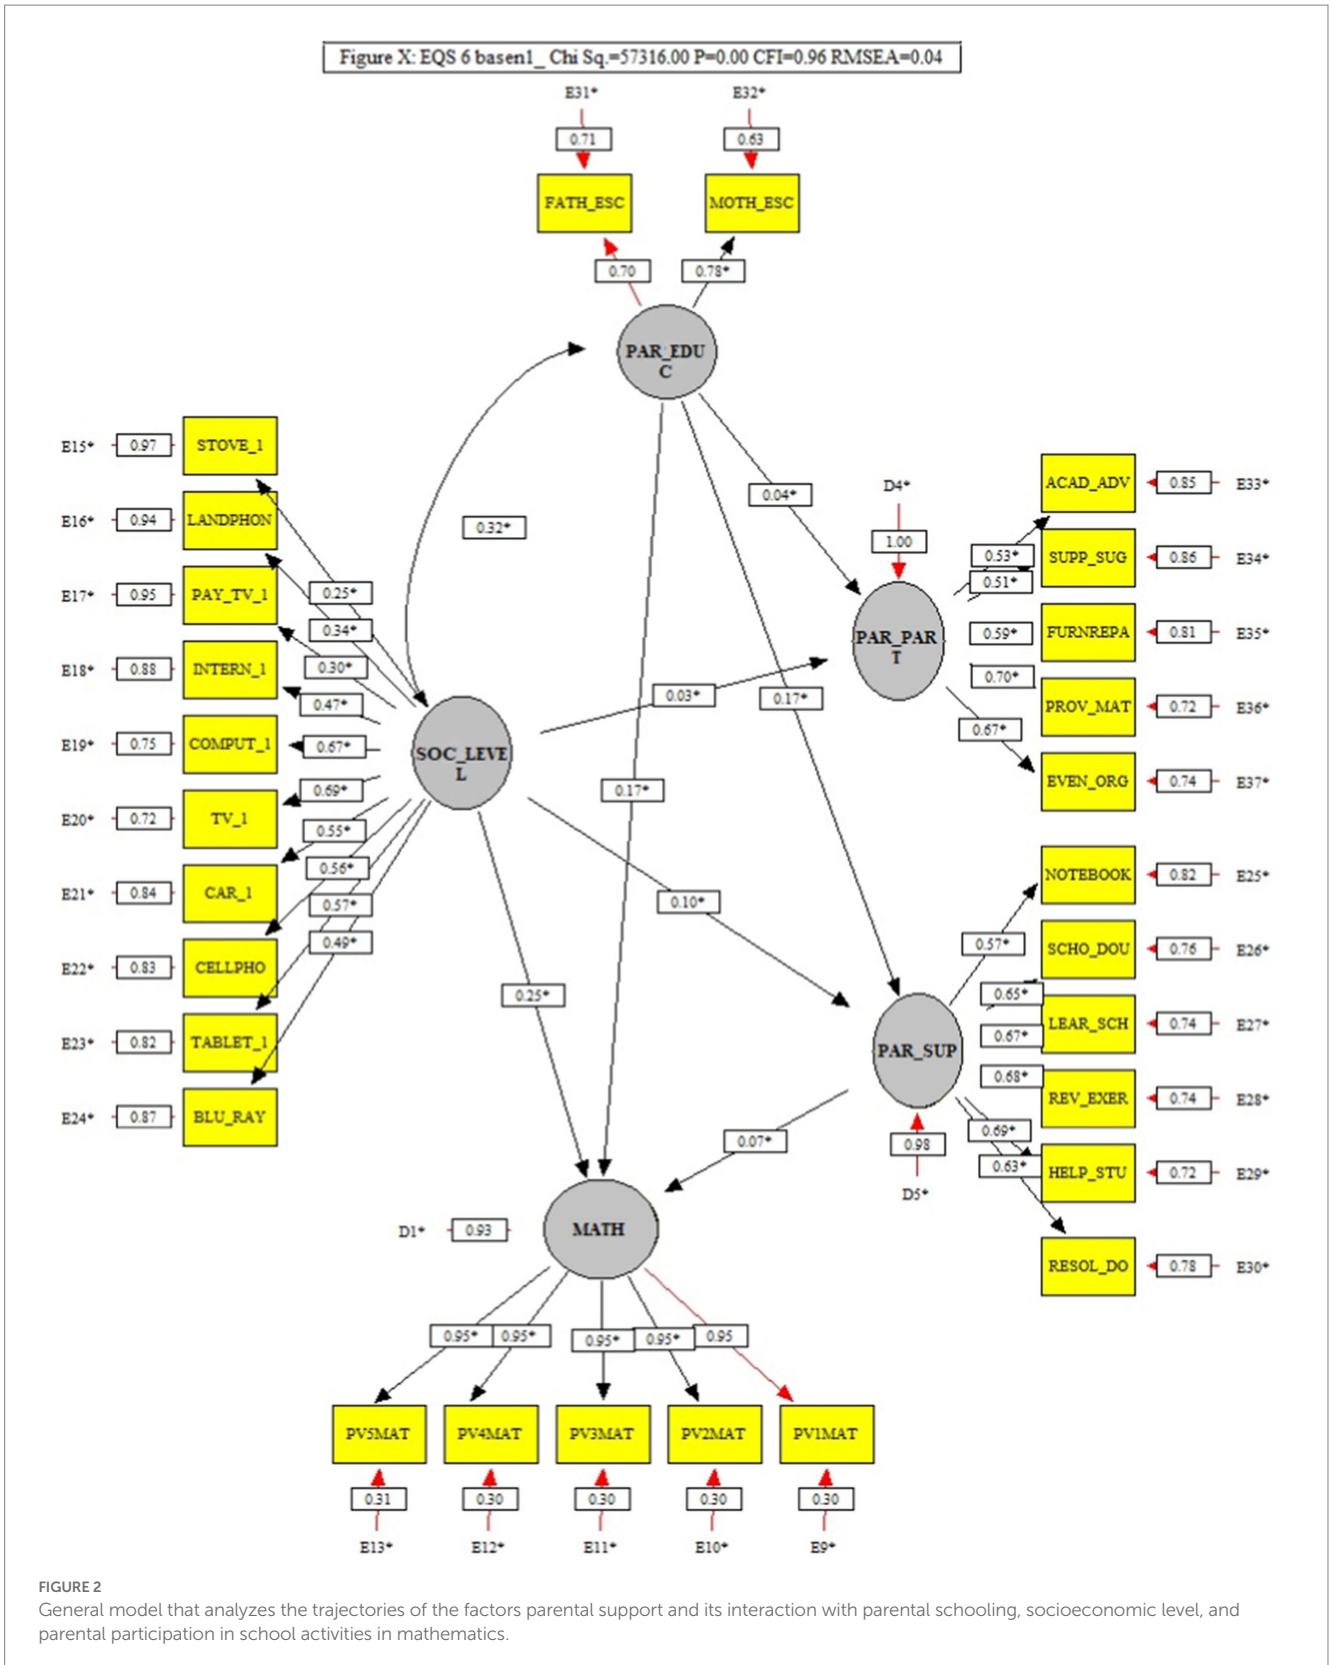 Figure X: EQS 6 basen1_ Chi Sq.=57316.00 P=0.00 CFI=0.96 RMSEA=0.04
E31* E32*
0.71 0.63
FATH_ESC MOTH_ESC
0.70 0.78*
PAR_EDU
C
0.32*
0.04*
0.03*
0.17*
0.17*
0.10*
0.25*
0.07*
E15* 0.97 STOVE_1
E16* 0.94 LANDPHON
E17* 0.95 PAY_TV_1
E18* 0.88 INTERN_1
E19* 0.75 COMPUT_1
E20* 0.72 TV_1
E21* 0.84 CAR_1
E22* 0.83 CELLPHO
E23* 0.82 TABLET_1
E24* 0.87 BLU_RAY
0.25*
0.34*
0.30*
0.47*
0.67*
0.69*
0.55*
0.56*
0.57*
0.49*
SOC_LEVE
L
D4*
1.00
PAR_PAR
T
0.53*
0.51*
0.59*
0.70*
0.67*
ACAD_ADV 0.85 E33*
SUPP_SUG 0.86 E34*
FURNREPA 0.81 E35*
PROV_MAT 0.72 E36*
EVEN_ORG 0.74 E37*
PAR_SUP
0.98
D5*
0.57*
0.65*
0.67*
0.68*
0.69*
0.63*
NOTEBOOK 0.82 E25*
SCHO_DOU 0.76 E26*
LEAR_SCH 0.74 E27*
REV_EXER 0.74 E28*
HELP_STU 0.72 E29*
RESOL_DO 0.78 E30*
D1* 0.93 MATH
0.95* 0.95* 0.95* 0.95* 0.95
PV5MAT PV4MAT PV3MAT PV2MAT PV1MAT
0.31 0.30 0.30 0.30 0.30
E13* E12* E11* E10* E9*
FIGURE 2
General model that analyzes the trajectories of the factors parental support and its interaction with parental schooling, socioeconomic level, and
parental participation in school activities in mathematics.